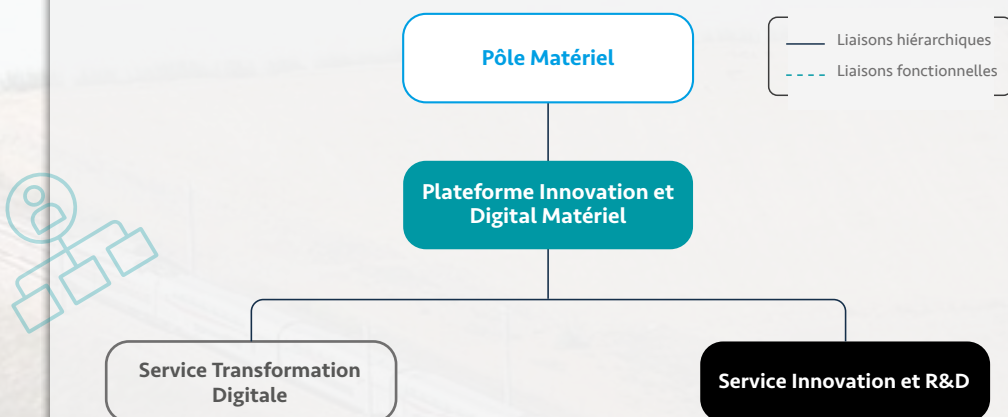 Pôle Matériel
Liaisons hiérarchiques
Liaisons fonctionnelles
Plateforme Innovation et
Digital Matériel
Service Transformation
Digitale
Service Innovation et R&D